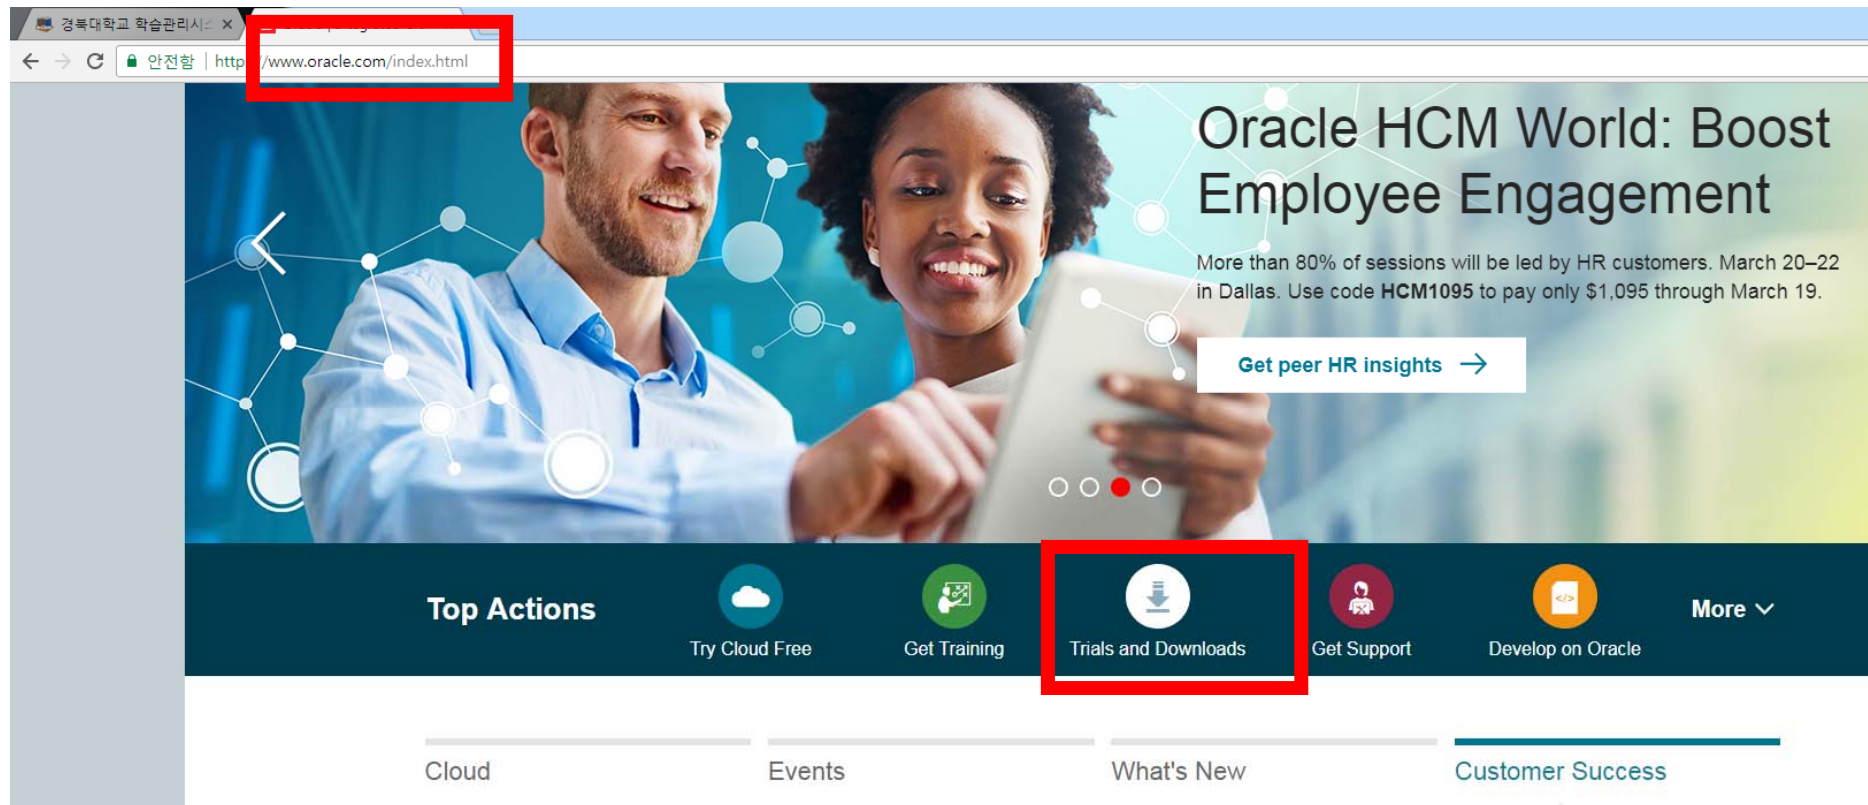 경북대학교 학습관리시스
안전함 | http //www.oracle.com/index.html
Oracle HCM World: Boost
Employee Engagement
More than 80% of sessions will be led by HR customers. March 20–22
in Dallas. Use code HCM1095 to pay only $1,095 through March 19.
Get peer HR insights →
Top Actions
Try Cloud Free
Get Training
Trials and Downloads
Get Support
</>
Develop on Oracle
More
Cloud
Events
What's New
Customer Success